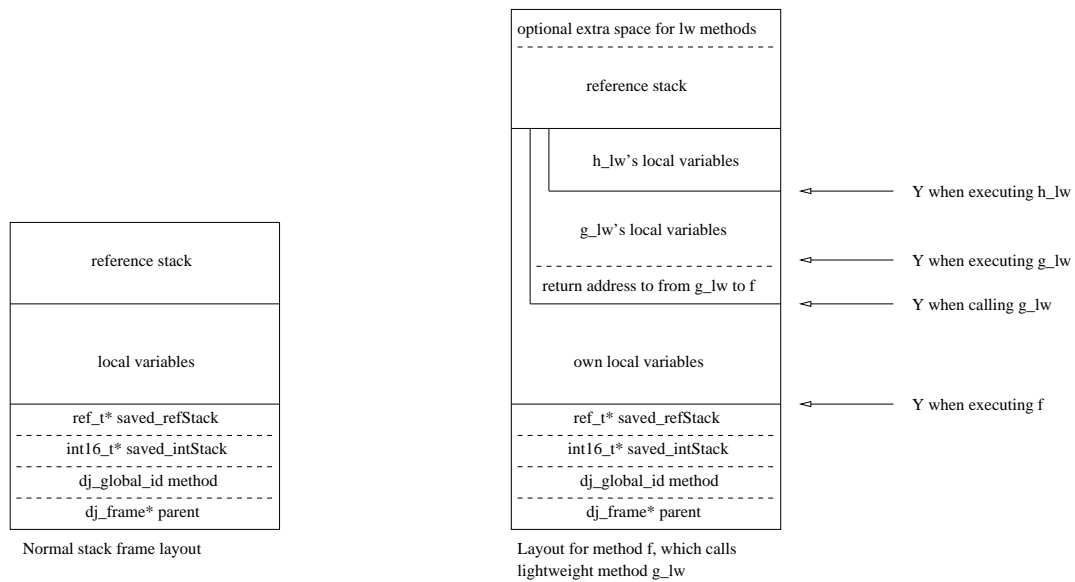 optional extra space for lw methods
reference stack
h_lw's local variables
Y when executing h_lw
g_lw's local variables
Y when executing g_lw
return address to from g_lw to f
Y when calling g_lw
own local variables
Y when executing f
ref_t* saved_refStack
int16_t* saved_intStack
dj_global_id method
dj_frame* parent
Layout for method f, which calls
lightweight method g_lw
reference stack
local variables
ref_t* saved_refStack
int16_t* saved_intStack
dj_global_id method
dj_frame* parent
Normal stack frame layout